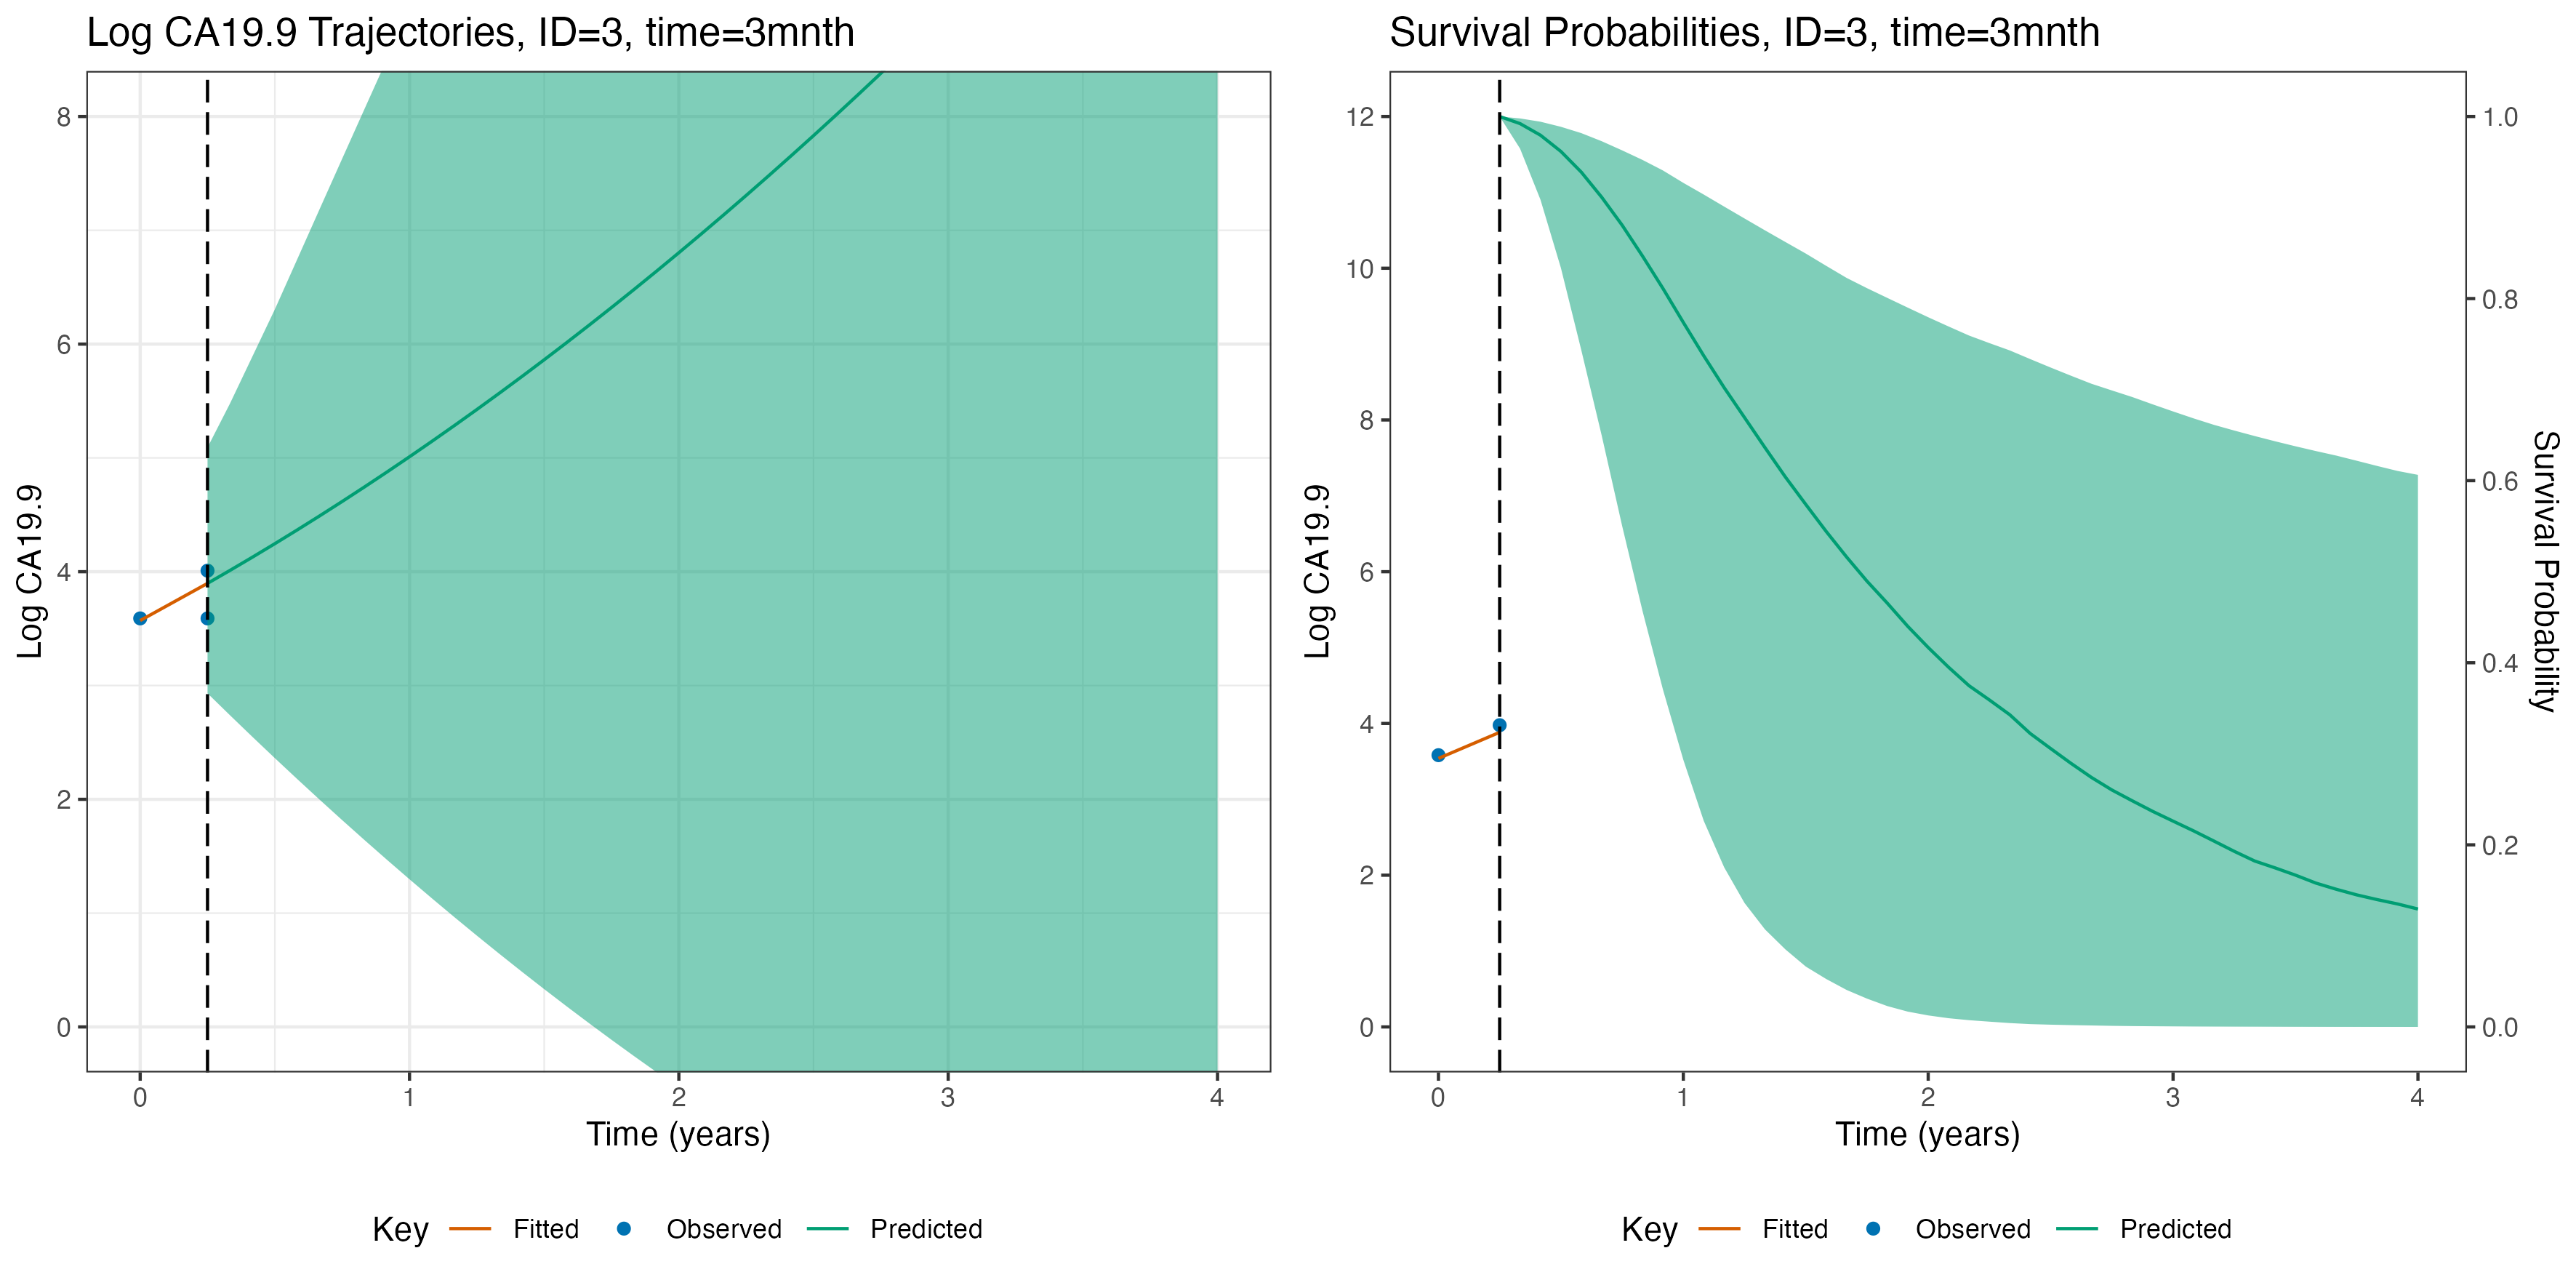 Log CA19.9 Trajectories, ID=3, time=3mnth
Log CA19.9
8
6
4
2
0
0 1 2 3 4
Time (years)
Key Fitted Observed Predicted
Survival Probabilities, ID=3, time=3mnth
Log CA19.9
12
10
8
6
4
2
0
1.0
0.8
0.6
0.4
0.2
0.0
Survival Probability
0 1 2 3 4
Time (years)
Key Fitted Observed Predicted